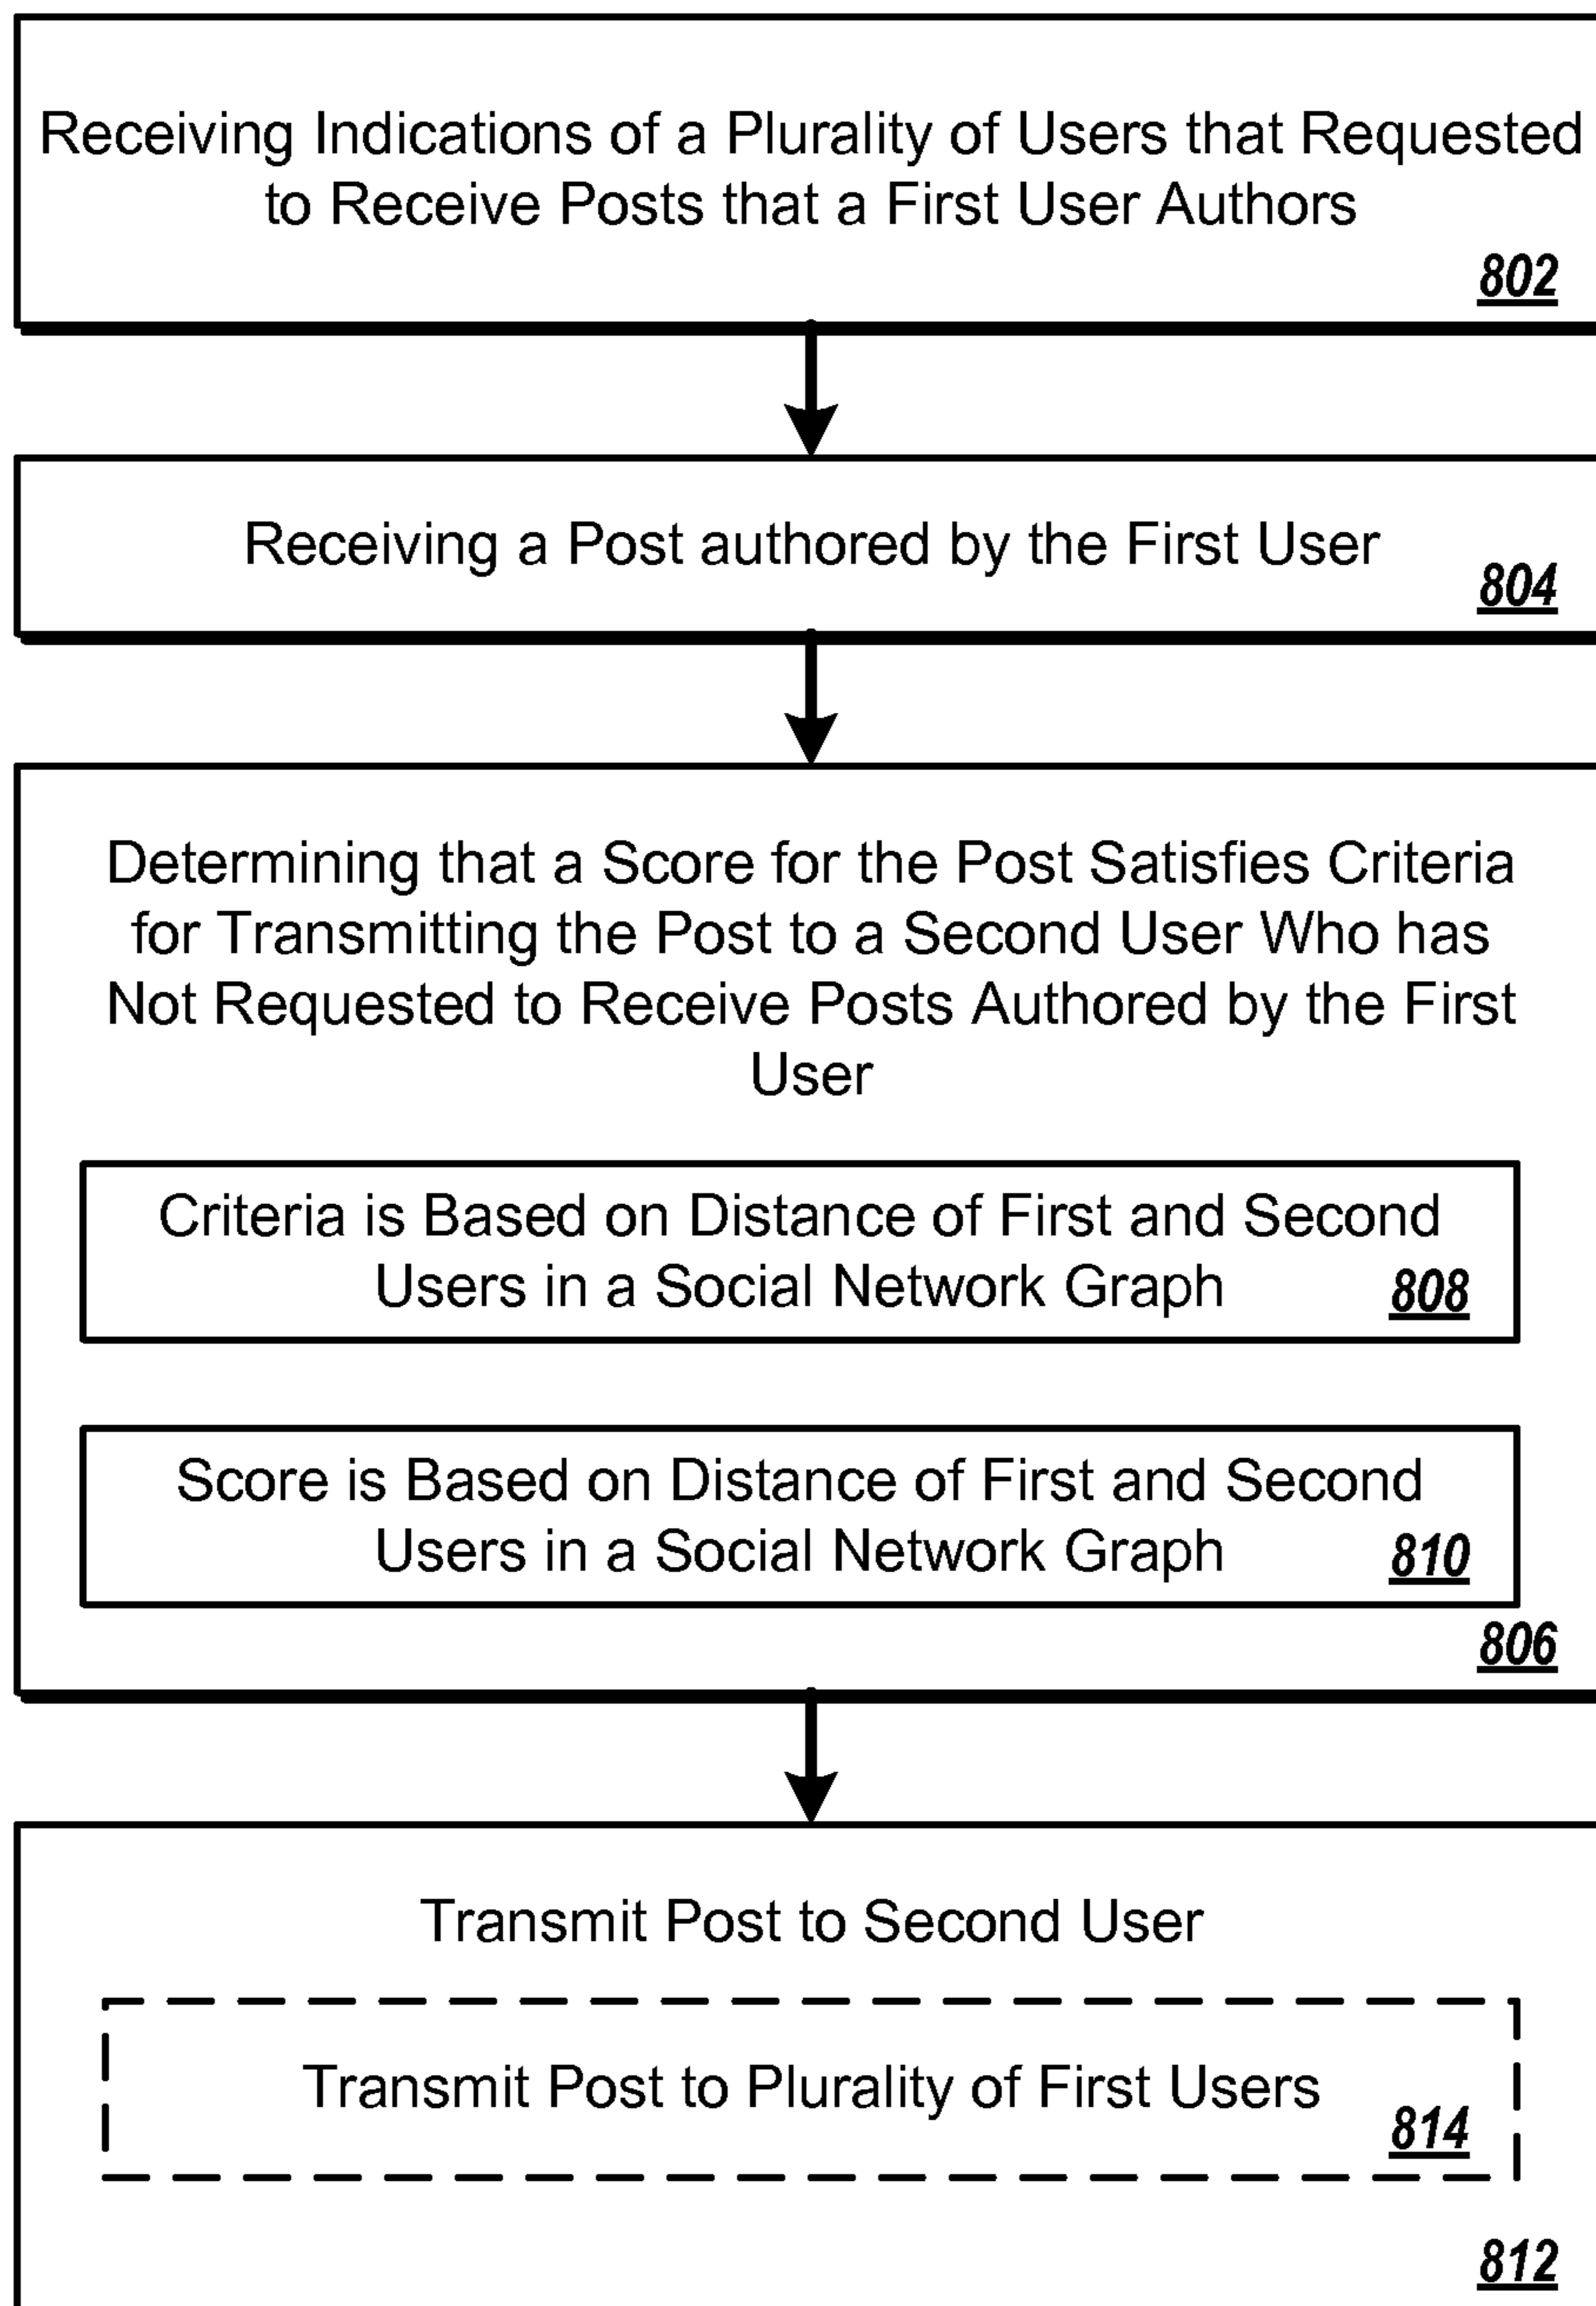 Receiving Indications of a Plurality of Users that Requested
to Receive Posts that a First User Authors
802
Receiving a Post authored by the First User
804
Determining that a Score for the Post Satisfies Criteria
for Transmitting the Post to a Second User Who has
Not Requested to Receive Posts Authored by the First
User
Criteria is Based on Distance of First and Second
Users in a Social Network Graph 808
Score is Based on Distance of First and Second
Users in a Social Network Graph 810
806
Transmit Post to Second User
Transmit Post to Plurality of First Users
814
812